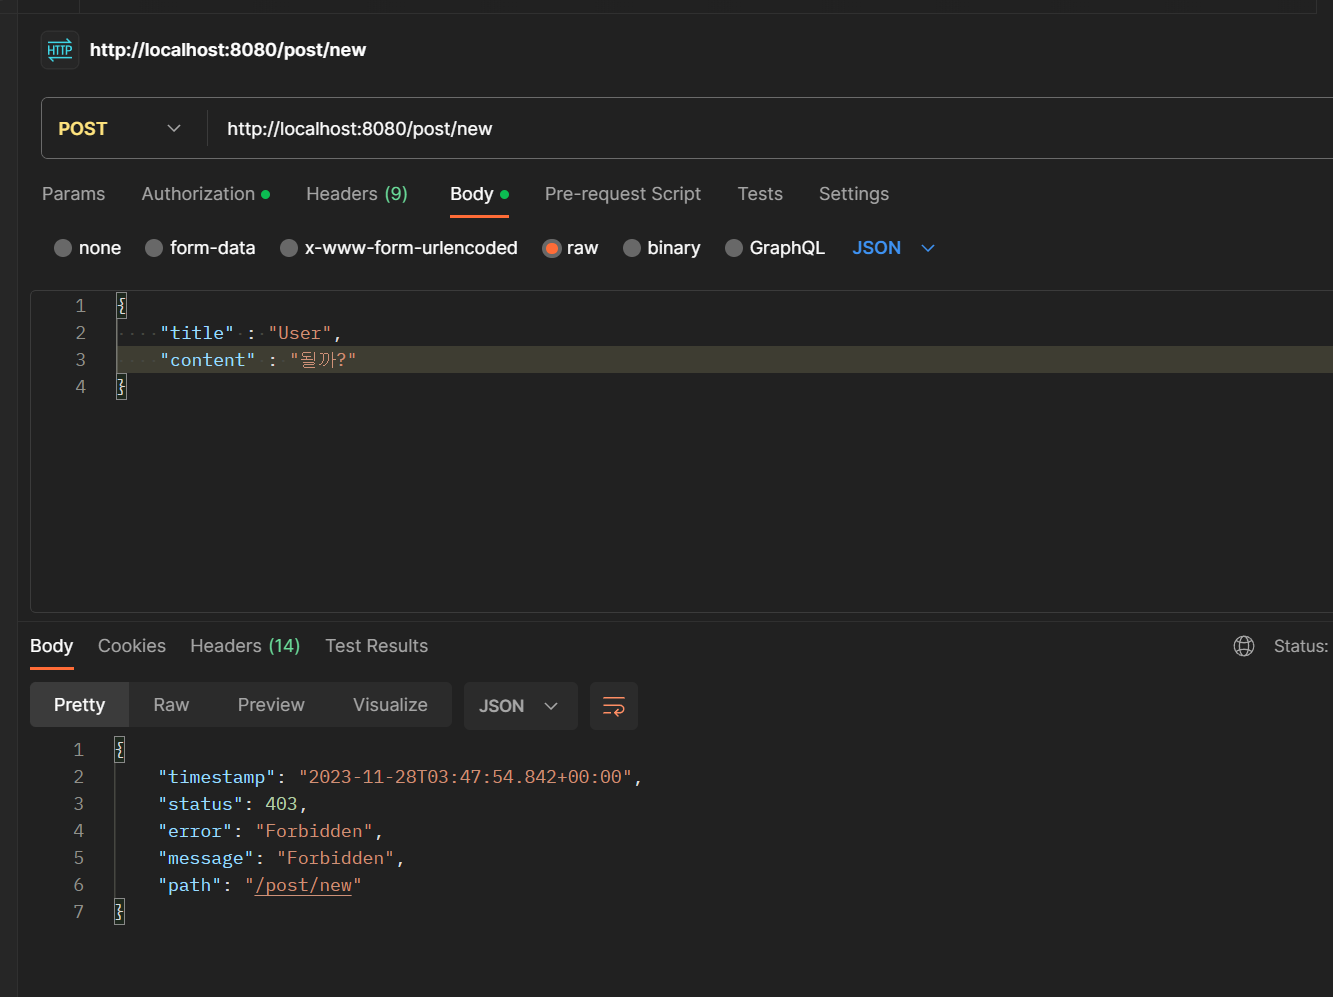 HTTP http://localhost:8080/post/new
POST http://localhost:8080/post/new
Params Authorization Headers (9) Body Pre-request Script Tests Settings
none form-data x-www-form-urlencoded raw binary GraphQL JSON
1 {
2 "title" : "User",
3 "content" : "될까?"
4 }
Body Cookies Headers (14) Test Results Status:
Pretty Raw Preview Visualize JSON
1 {
2 "timestamp": "2023-11-28T03:47:54.842+00:00",
3 "status": 403,
4 "error": "Forbidden",
5 "message": "Forbidden",
6 "path": "/post/new"
7 }